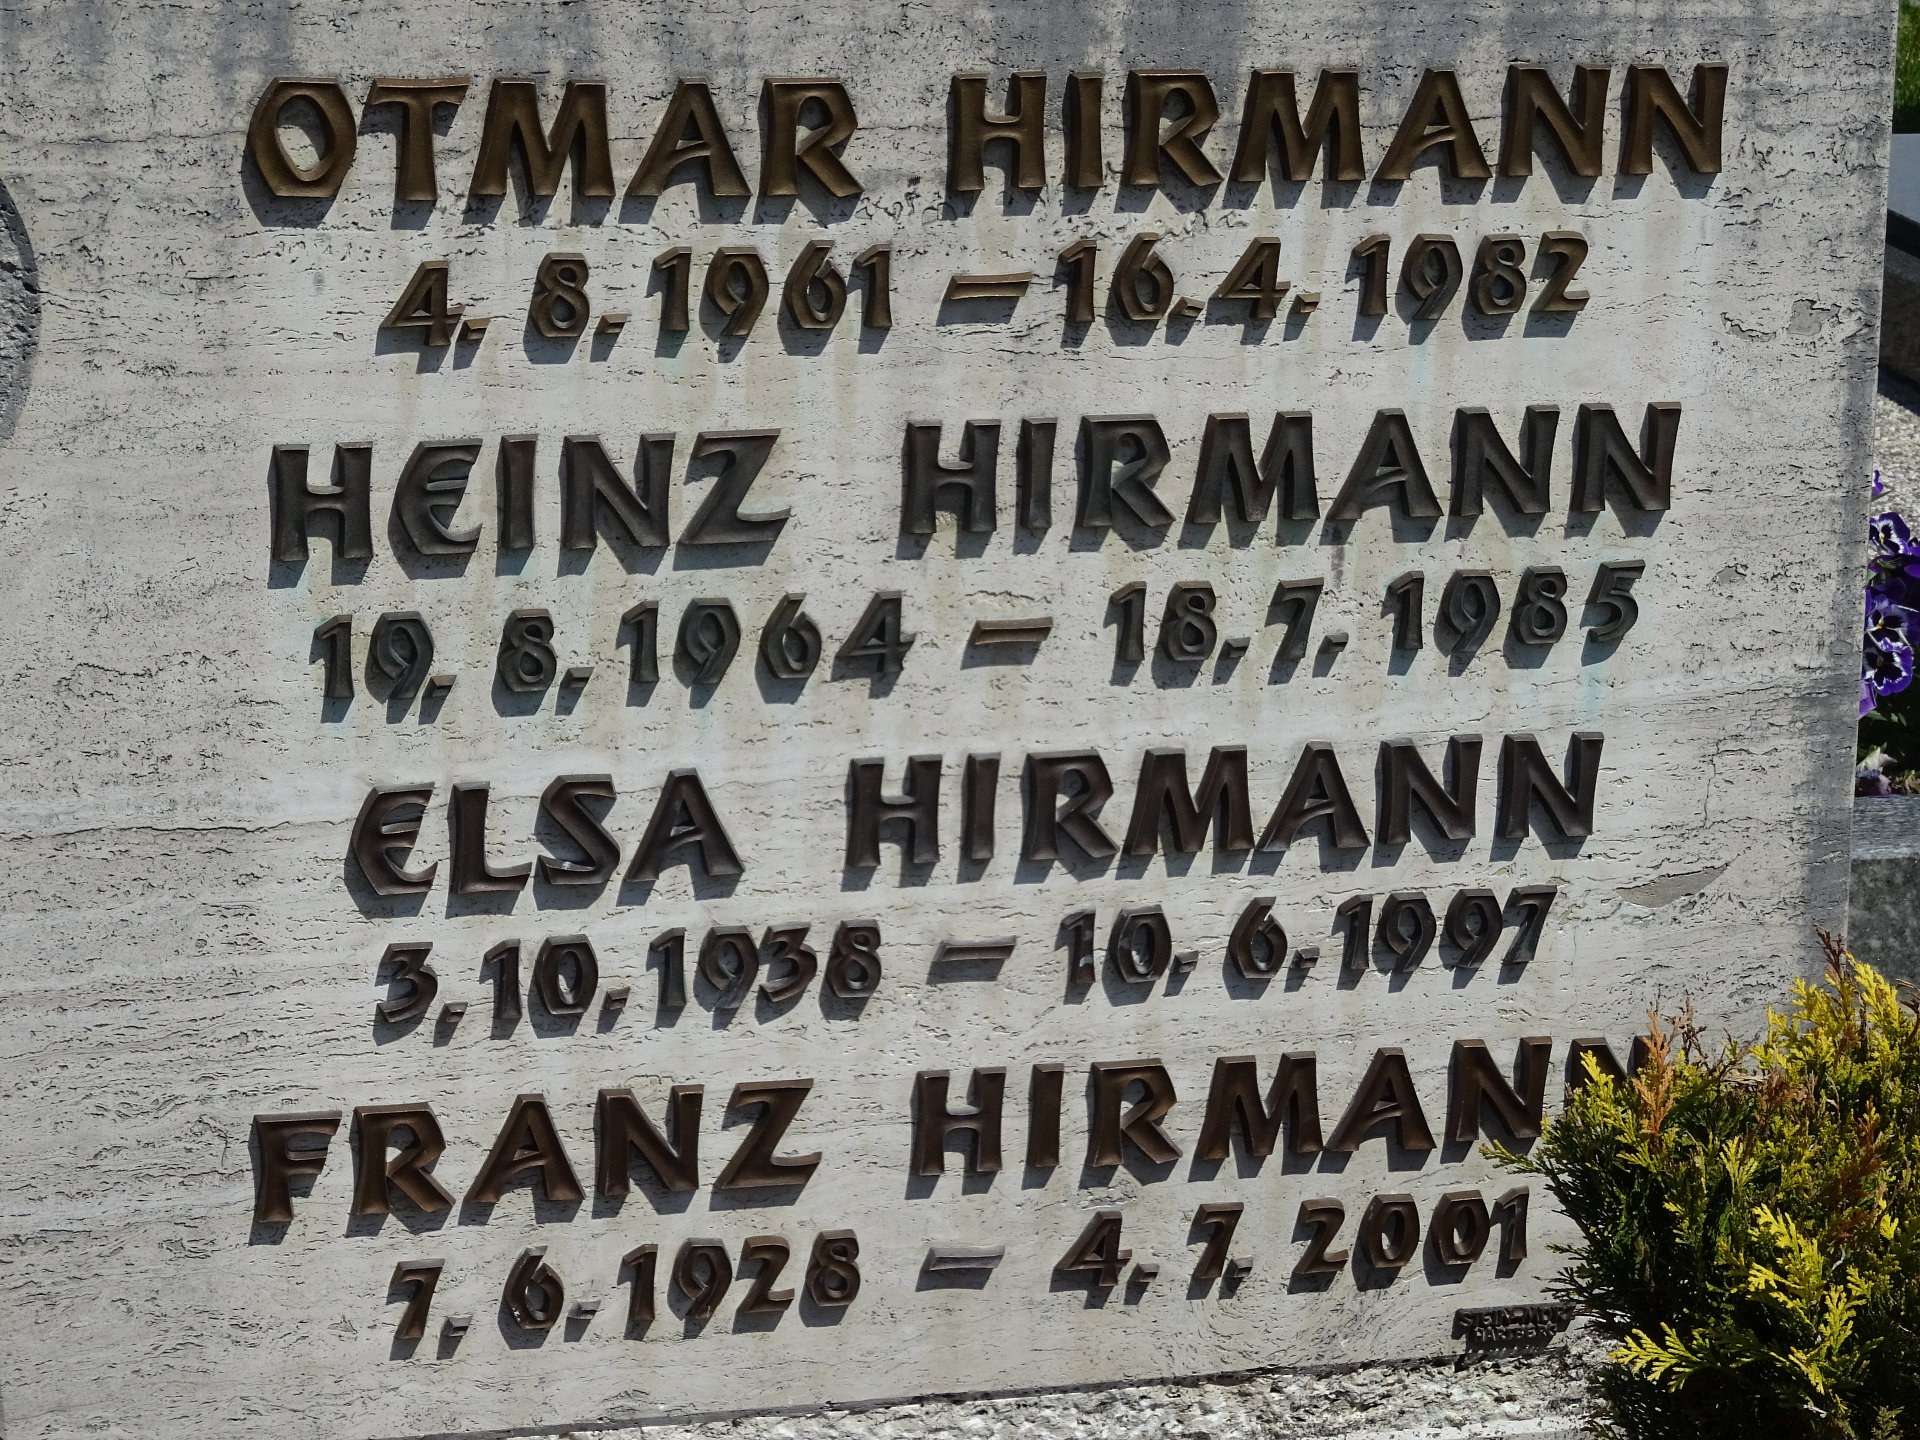 OTMAR HIRMANN
4. 8. 1961 – 16. 4. 1982
HEINZ HIRMANN
19. 8. 1964 – 18. 7. 1985
ELSA HIRMANN
3. 10. 1938 – 10. 6. 1997
FRANZ HIRMANN
7. 6. 1928 – 4. 7. 2001